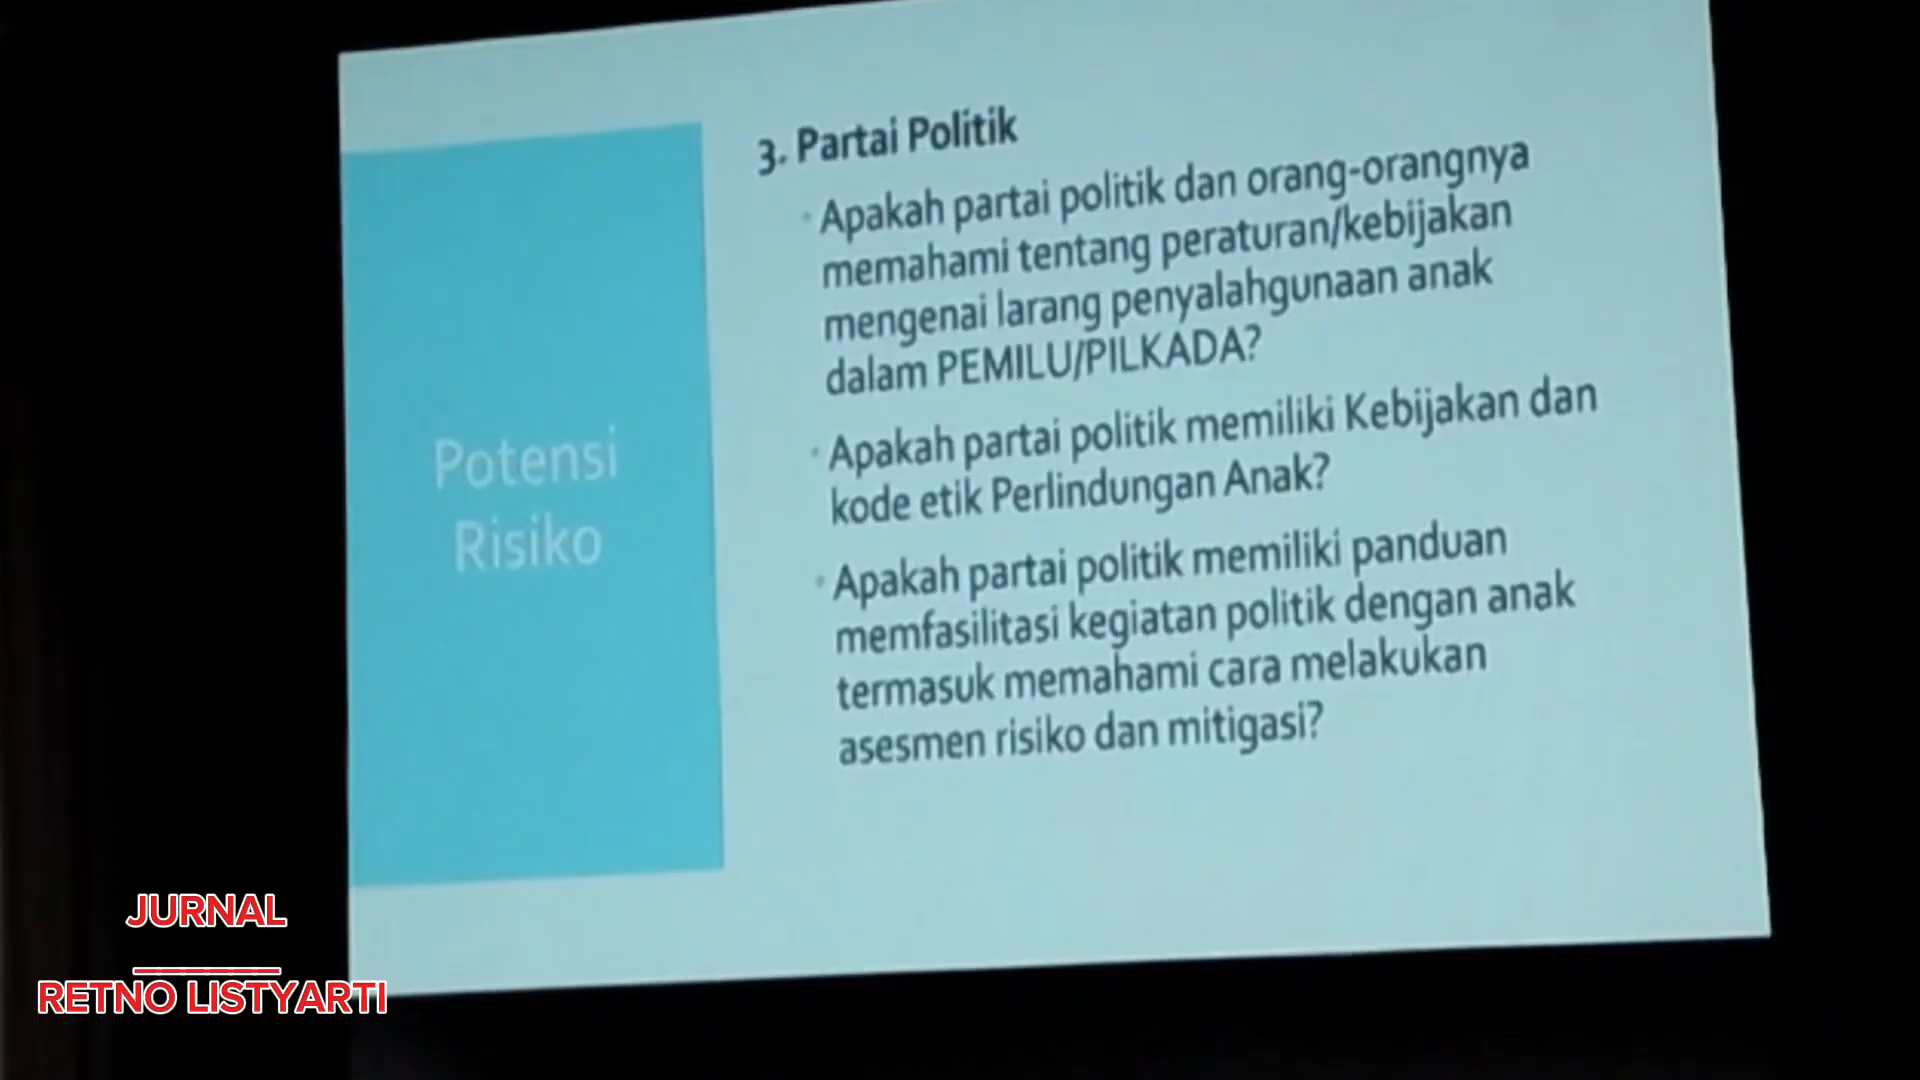 Potensi
Risiko
3. Partai Politik
Apakah partai politik dan orang-orangnya
memahami tentang peraturan/kebijakan
mengenai larang penyalahgunaan anak
dalam PEMILU/PILKADA?
Apakah partai politik memiliki Kebijakan dan
kode etik Perlindungan Anak?
Apakah partai politik memiliki panduan
memfasilitasi kegiatan politik dengan anak
termasuk memahami cara melakukan
asesmen risiko dan mitigasi?
JURNAL
RETNO LISTYARTI